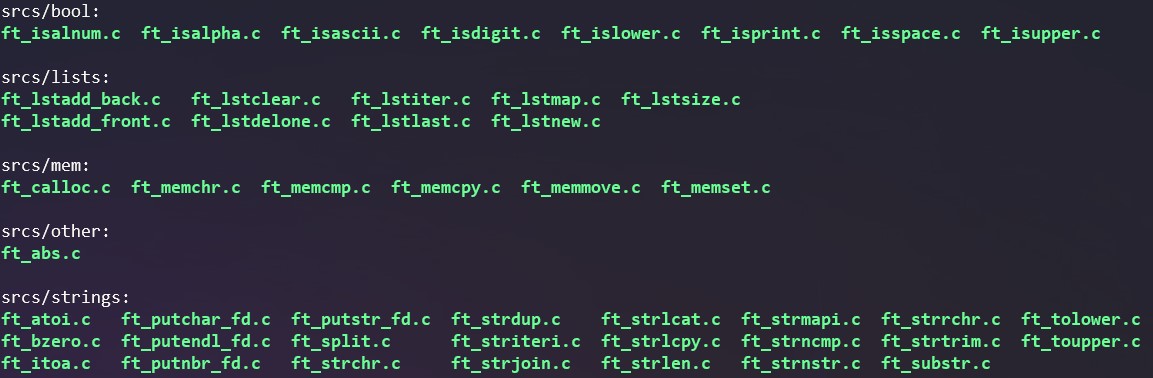 srcs/bool:
ft_isalnum.c ft_isalpha.c ft_isascii.c ft_isdigit.c ft_islower.c ft_isprint.c ft_isspace.c ft_isupper.c
srcs/lists:
ft_lstadd_back.c ft_lstclear.c ft_lstiter.c ft_lstmap.c ft_lstsize.c
ft_lstadd_front.c ft_lstdelone.c ft_lstlast.c ft_lstnew.c
srcs/mem:
ft_calloc.c ft_memchr.c ft_memcmp.c ft_memcpy.c ft_memmove.c ft_memset.c
srcs/other:
ft_abs.c
srcs/strings:
ft_atoi.c ft_putchar_fd.c ft_putstr_fd.c ft_strdup.c ft_strlcat.c ft_strmapi.c ft_strrchr.c ft_tolower.c
ft_bzero.c ft_putendl_fd.c ft_split.c ft_striteri.c ft_strlcpy.c ft_strncmp.c ft_strtrim.c ft_toupper.c
ft_itoa.c ft_putnbr_fd.c ft_strchr.c ft_strjoin.c ft_strlen.c ft_strnstr.c ft_substr.c